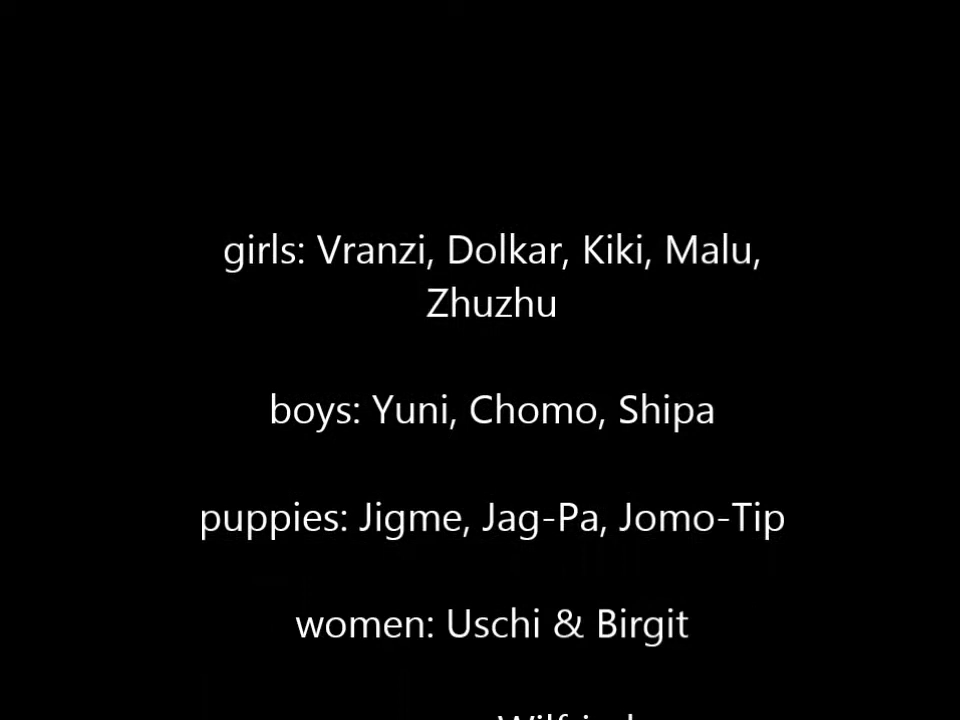 girls: Vranzi, Dolkar, Kiki, Malu,
Zhuzhu
boys: Yuni, Chomo, Shipa
puppies: Jigme, Jag-Pa, Jomo-Tip
women: Uschi & Birgit